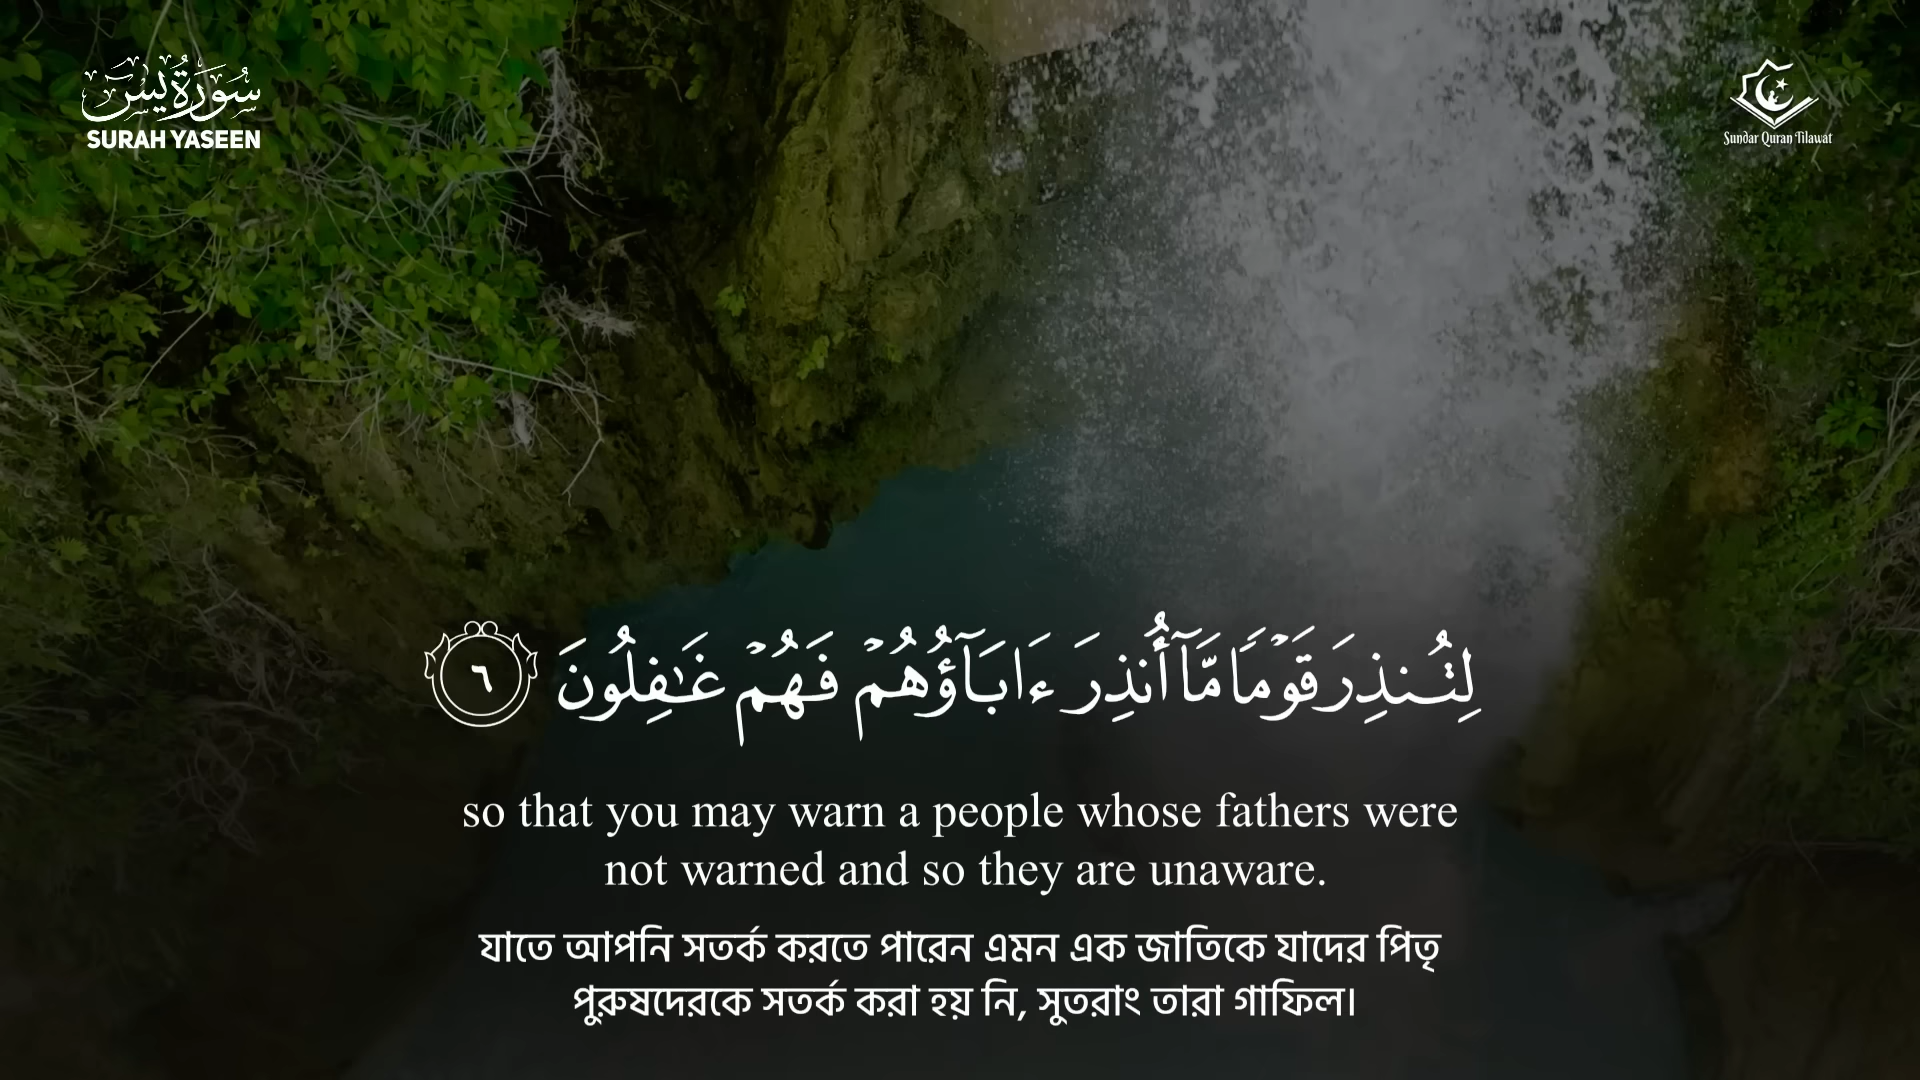 سُورَةُ يس
SURAH YASEEN
Sundar Quran Tilawat
لِتُنذِرَ قَوْمًا مَّآ أُنذِرَ ءَابَآؤُهُمْ فَهُمْ غَٰفِلُونَ ٦
so that you may warn a people whose fathers were
not warned and so they are unaware.
যাতে আপনি সতর্ক করতে পারেন এমন এক জাতিকে যাদের পিতৃ
পুরুষদেরকে সতর্ক করা হয় নি, সুতরাং তারা গাফিল।